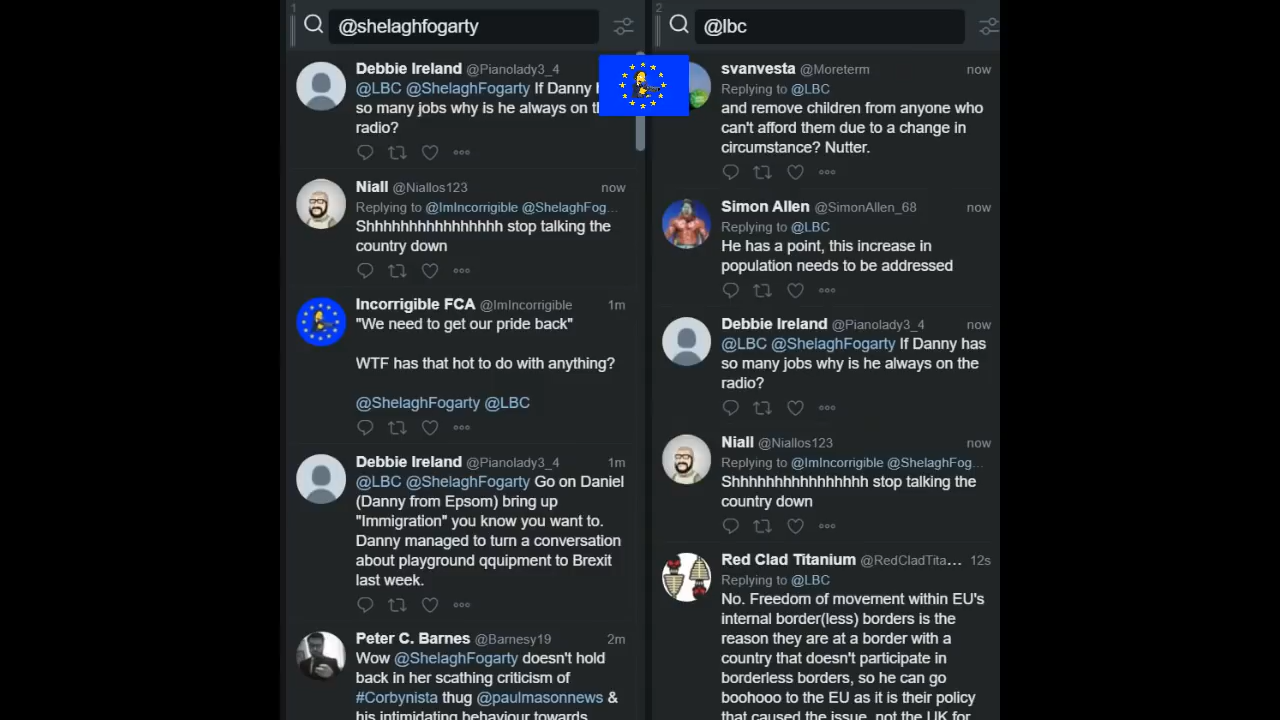 1
@shelaghfogarty
Debbie Ireland @Pianolady3_4
@LBC @ShelaghFogarty If Danny
so many jobs why is he always on
radio?
Niall @Niallos123 now
Replying to @ImIncorrigible @ShelaghFog...
Shhhhhhhhhhhhhhhh stop talking the
country down
Incorrigible FCA @ImIncorrigible 1m
"We need to get our pride back"
WTF has that hot to do with anything?
@ShelaghFogarty @LBC
Debbie Ireland @Pianolady3_4 1m
@LBC @ShelaghFogarty Go on Daniel
(Danny from Epsom) bring up
"Immigration" you know you want to.
Danny managed to turn a conversation
about playground qquipment to Brexit
last week.
Peter C. Barnes @Barnesy19 2m
Wow @ShelaghFogarty doesn't hold
back in her scathing criticism of
#Corbynista thug @paulmasonnews &
his intimidating behaviour towards
2
@lbc
svanvesta @Moreterm now
Replying to @LBC
and remove children from anyone who
can't afford them due to a change in
circumstance? Nutter.
Simon Allen @SimonAllen_68 now
Replying to @LBC
He has a point, this increase in
population needs to be addressed
Debbie Ireland @Pianolady3_4 now
@LBC @ShelaghFogarty If Danny has
so many jobs why is he always on the
radio?
Niall @Niallos123 now
Replying to @ImIncorrigible @ShelaghFog...
Shhhhhhhhhhhhhhhh stop talking the
country down
Red Clad Titanium @RedCladTita... 12s
Replying to @LBC
No. Freedom of movement within EU's
internal border(less) borders is the
reason they are at a border with a
country that doesn't participate in
borderless borders, so he can go
boohooo to the EU as it is their policy
that caused the issue, not the UK for